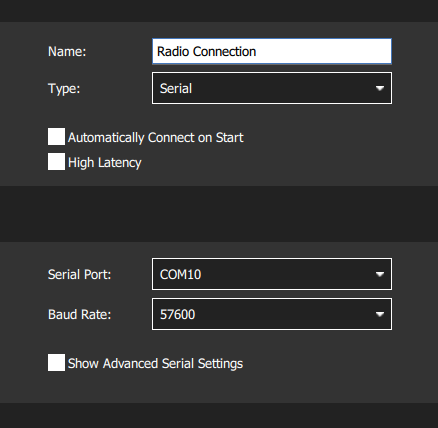 Name: Radio Connection
Type: Serial
Automatically Connect on Start
High Latency
Serial Port: COM10
Baud Rate: 57600
Show Advanced Serial Settings